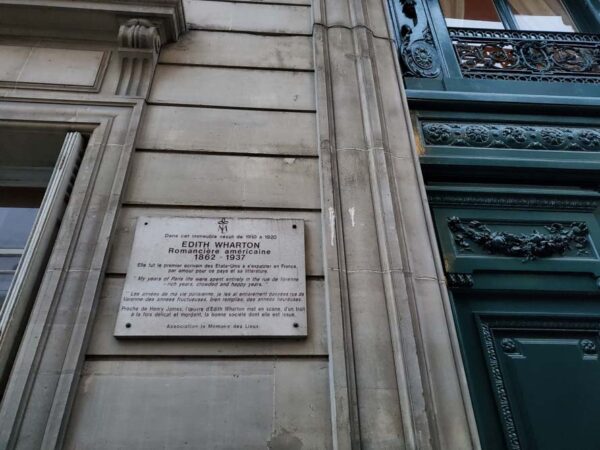 Dans cet immeuble vécut de 1910 à 1920
EDITH WHARTON
Romancière américaine
1862 - 1937
Elle fut le premier écrivain des Etats-Unis à s'expatrier en France,
par amour pour ce pays et sa littérature.
"My years of Paris life were spent entirely in the rue de Varenne
- rich years, crowded and happy years.
Les années de ma vie parisienne, je les ai entièrement passées rue de
Varenne, des années fructueuses, bien remplies, des années heureuses.
Proche de Henry James, l'œuvre d'Edith Wharton met en scène, d'un trait
à la fois délicat et mordant, la bonne société dont elle est issue.
Association la Mémoire des Lieux